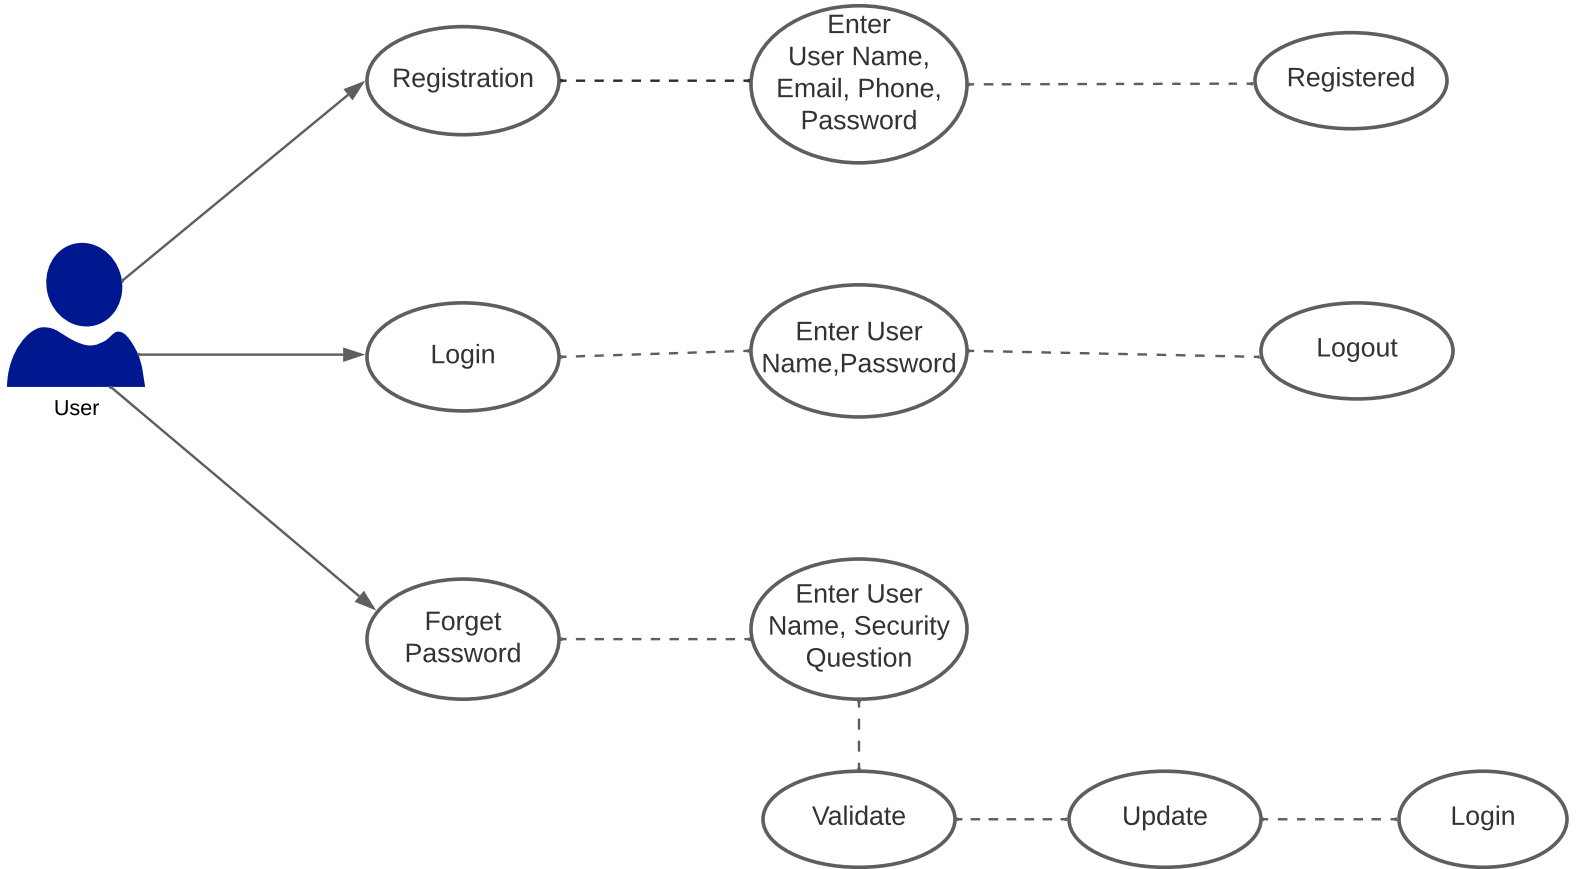 Registration
Enter
User Name,
Email, Phone,
Password
Registered
User
Login
Enter User
Name,Password
Logout
Forget
Password
Enter User
Name, Security
Question
Validate
Update
Login